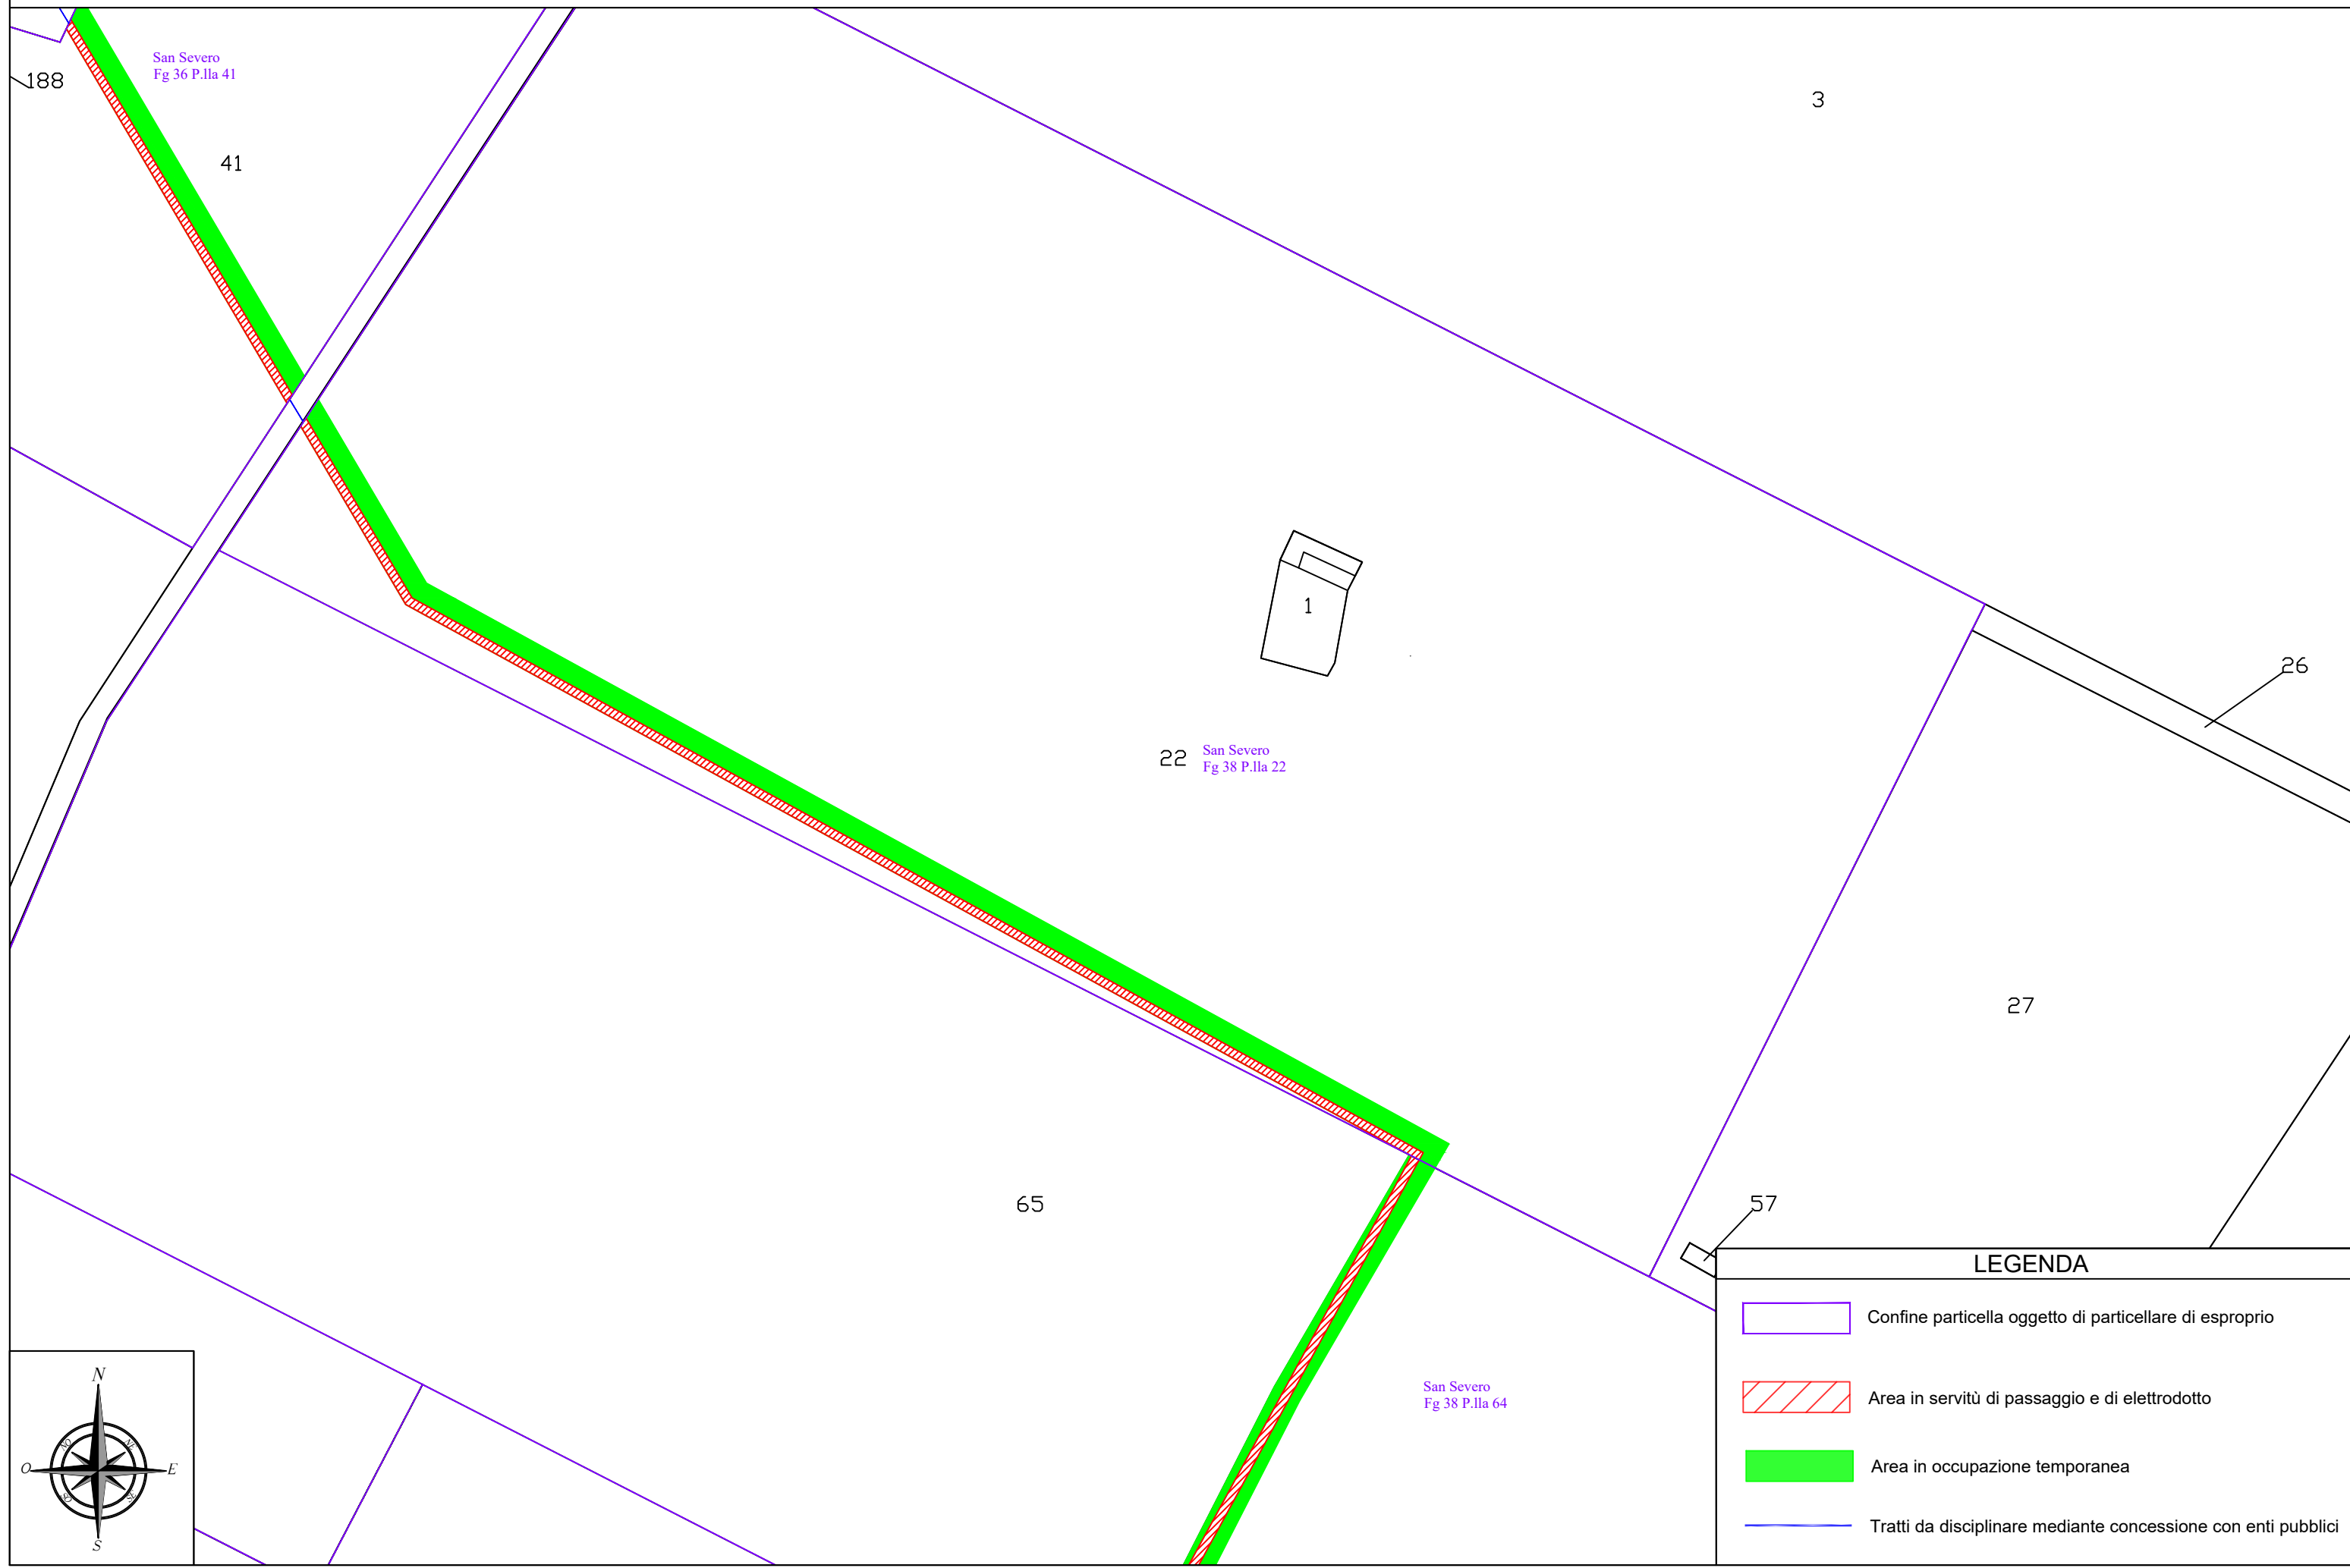 San Severo
Fg 36 P.lla 41
188
3
41
1
26
22
San Severo
Fg 38 P.lla 22
27
65
57
LEGENDA
Confine particella oggetto di particellare di esproprio
Area in servitù di passaggio e di elettrodotto
Area in occupazione temporanea
Tratti da disciplinare mediante concessione con enti pubblici
San Severo
Fg 38 P.lla 64
N
NO
O
E
S